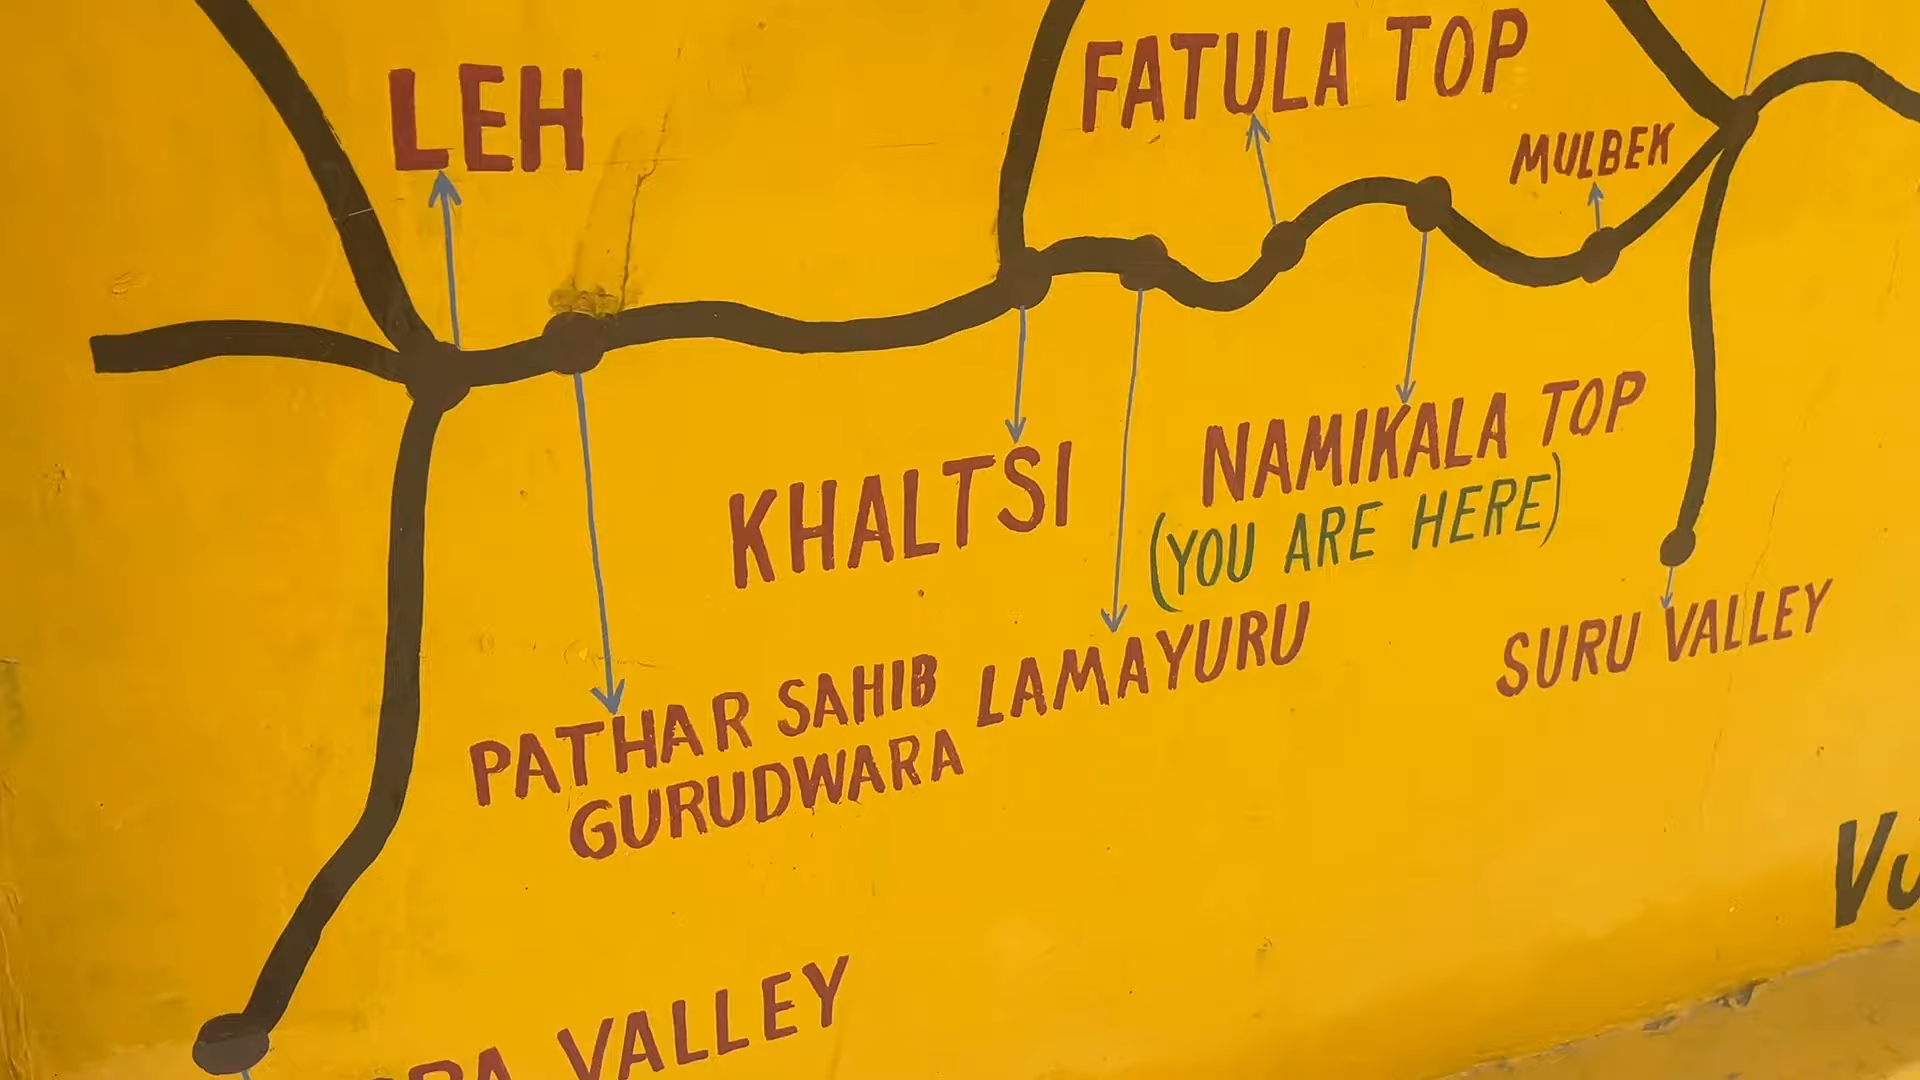 LEH
FATULA TOP
MULBEK
KHALTSI
NAMIKALA TOP
(YOU ARE HERE)
LAMAYURU
SURU VALLEY
PATHAR SAHIB
GURUDWARA
VALLEY